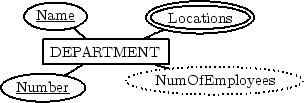 Name
Locations
DEPARTMENT
Number
NumOfEmployees